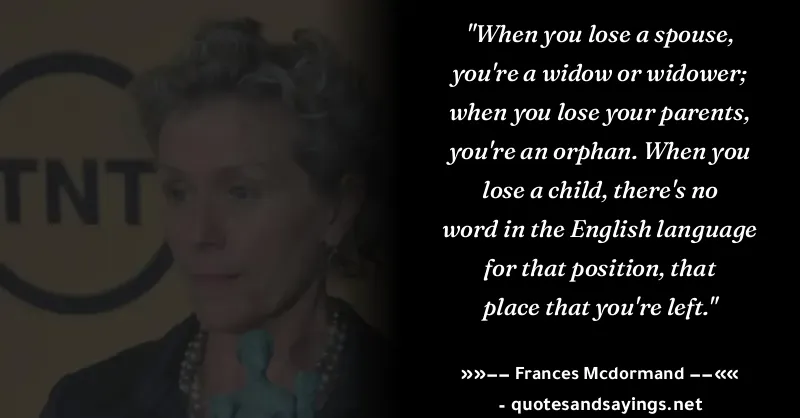 "When you lose a spouse,
you're a widow or widower;
when you lose your parents,
you're an orphan. When you
lose a child, there's no
word in the English language
for that position, that
place that you're left."
»»−− Frances Mcdormand −−««
- quotesandsayings.net
TNT